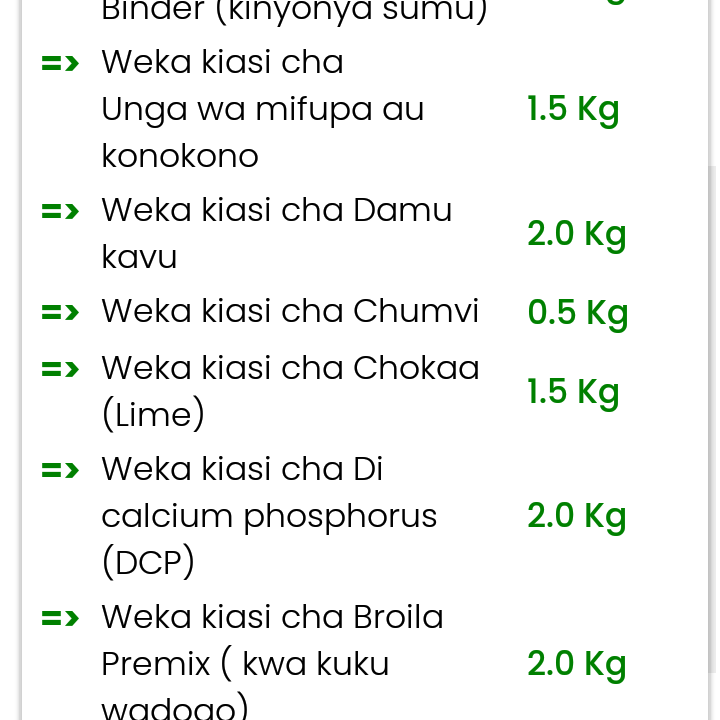 Binder (kinyonya sumu)
=> Weka kiasi cha
Unga wa mifupa au 1.5 Kg
konokono
=> Weka kiasi cha Damu
kavu 2.0 Kg
=> Weka kiasi cha Chumvi 0.5 Kg
=> Weka kiasi cha Chokaa
(Lime) 1.5 Kg
=> Weka kiasi cha Di
calcium phosphorus 2.0 Kg
(DCP)
=> Weka kiasi cha Broila
Premix ( kwa kuku 2.0 Kg
wadogo)